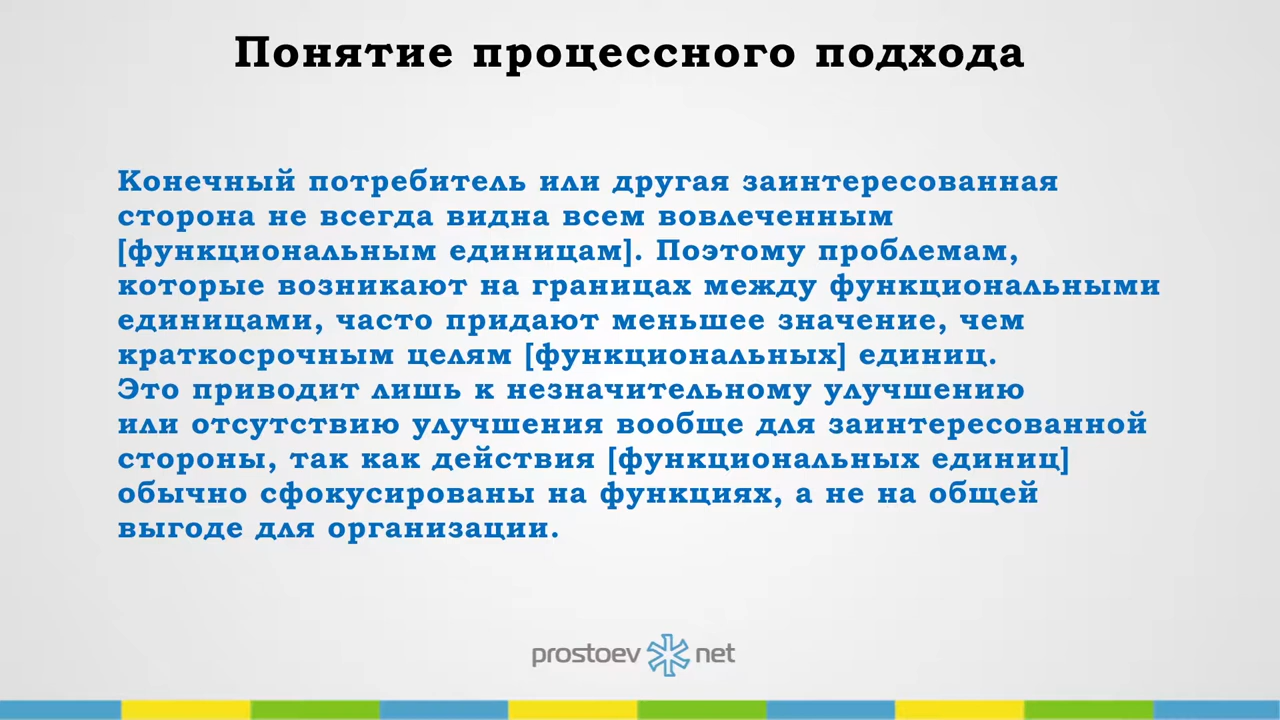 Понятие процессного подхода
Конечный потребитель или другая заинтересованная
сторона не всегда видна всем вовлеченным
[функциональным единицам]. Поэтому проблемам,
которые возникают на границах между функциональными
единицами, часто придают меньшее значение, чем
краткосрочным целям [функциональных] единиц.
Это приводит лишь к незначительному улучшению
или отсутствию улучшения вообще для заинтересованной
стороны, так как действия [функциональных единиц]
обычно сфокусированы на функциях, а не на общей
выгоде для организации.
prostoev net